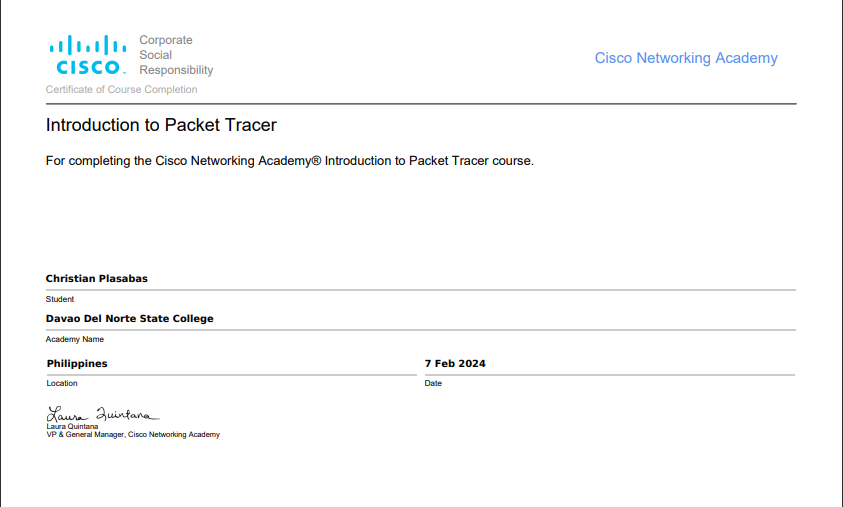 Corporate
Social
Responsibility
CISCO
Cisco Networking Academy
Certificate of Course Completion
Introduction to Packet Tracer
For completing the Cisco Networking Academy® Introduction to Packet Tracer course.
Christian Plasabas
Student
Davao Del Norte State College
Academy Name
Philippines
7 Feb 2024
Location
Date
Laura Quintana
Laura Quintana
VP & General Manager, Cisco Networking Academy